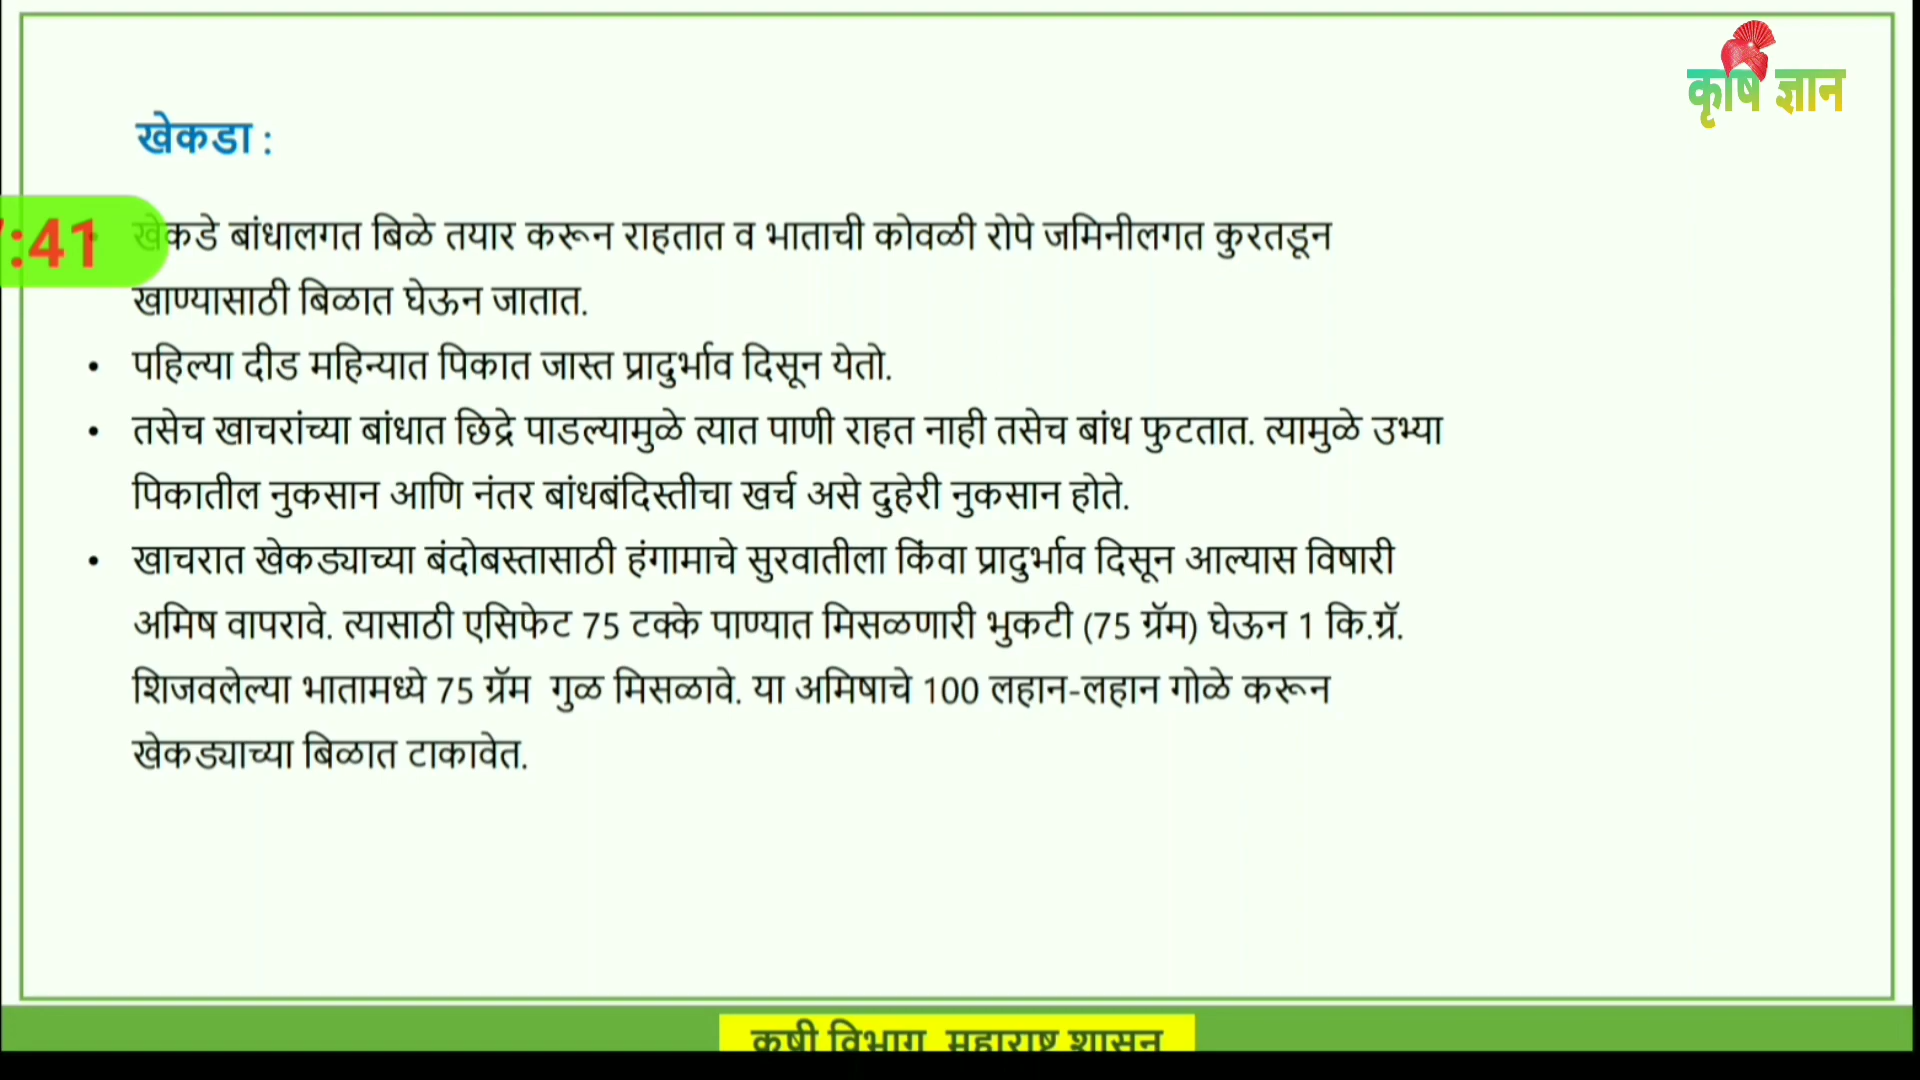 कृषि ज्ञान
खेकडा :
:41
• खेकडे बांधालगत बिळे तयार करून राहतात व भाताची कोवळी रोपे जमिनीलगत कुरतडून
खाण्यासाठी बिळात घेऊन जातात.
• पहिल्या दीड महिन्यात पिकात जास्त प्रादुर्भाव दिसून येतो.
• तसेच खाचरांच्या बांधात छिद्रे पाडल्यामुळे त्यात पाणी राहत नाही तसेच बांध फुटतात. त्यामुळे उभ्या
पिकातील नुकसान आणि नंतर बांधबंदिस्तीचा खर्च असे दुहेरी नुकसान होते.
• खाचरात खेकड्याच्या बंदोबस्तासाठी हंगामाचे सुरवातीला किंवा प्रादुर्भाव दिसून आल्यास विषारी
अमिष वापरावे. त्यासाठी एसिफेट 75 टक्के पाण्यात मिसळणारी भुकटी (75 ग्रॅम) घेऊन 1 कि.ग्रॅ.
शिजवलेल्या भातामध्ये 75 ग्रॅम गुळ मिसळावे. या अमिषाचे 100 लहान-लहान गोळे करून
खेकड्याच्या बिळात टाकावेत.
कृषी विभाग, महाराष्ट्र शासन